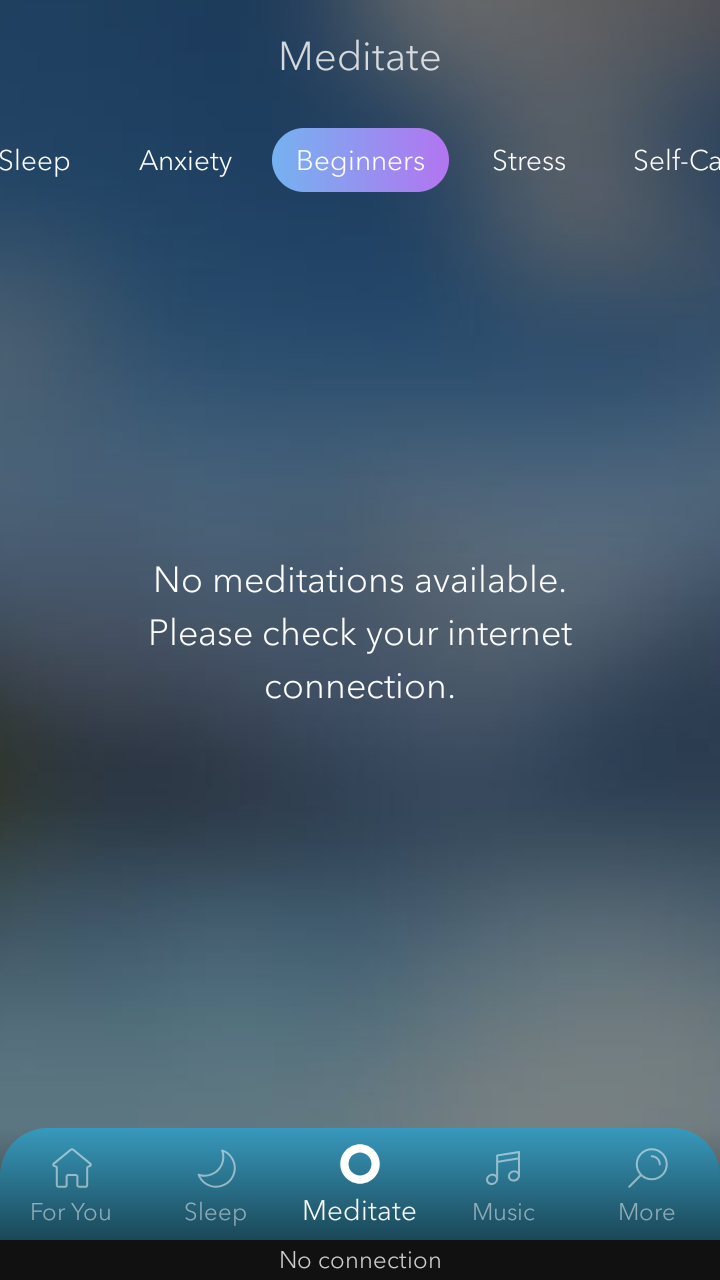 Meditate
Sleep Anxiety Beginners Stress Self-Ca
No meditations available.
Please check your internet
connection.
For You Sleep Meditate Music More
No connection